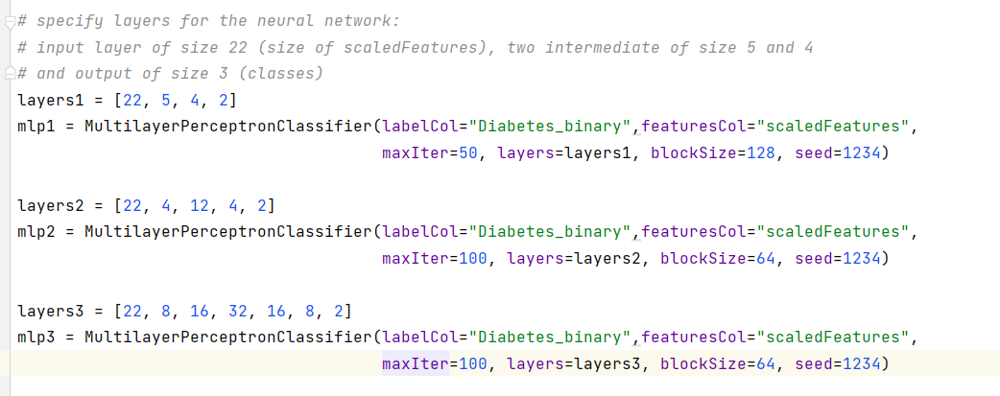 # specify layers for the neural network:
# input layer of size 22 (size of scaledFeatures), two intermediate of size 5 and 4
# and output of size 3 (classes)
layers1 = [22, 5, 4, 2]
mlp1 = MultilayerPerceptronClassifier(labelCol="Diabetes_binary",featuresCol="scaledFeatures",
maxIter=50, layers=layers1, blockSize=128, seed=1234)
layers2 = [22, 4, 12, 4, 2]
mlp2 = MultilayerPerceptronClassifier(labelCol="Diabetes_binary",featuresCol="scaledFeatures",
maxIter=100, layers=layers2, blockSize=64, seed=1234)
layers3 = [22, 8, 16, 32, 16, 8, 2]
mlp3 = MultilayerPerceptronClassifier(labelCol="Diabetes_binary",featuresCol="scaledFeatures",
maxIter=100, layers=layers3, blockSize=64, seed=1234)